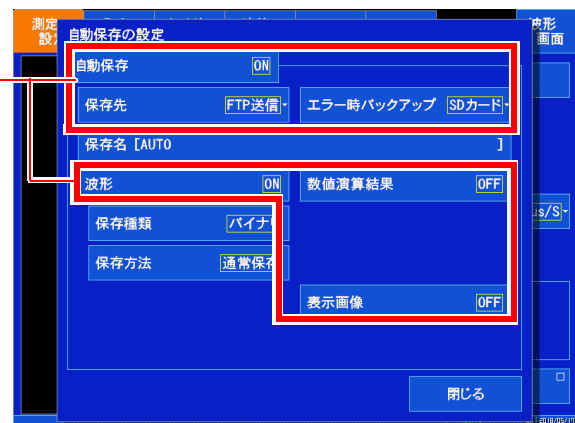 測定
波形
設
画面
自動保存の設定
自動保存 ON
保存先 FTP送信
エラー時バックアップ SDカード
保存名 [AUTO ]
波形 ON
数値演算結果 OFF
保存種類 バイナリ
保存方法 通常保存
表示画像 OFF
閉じる
s/S